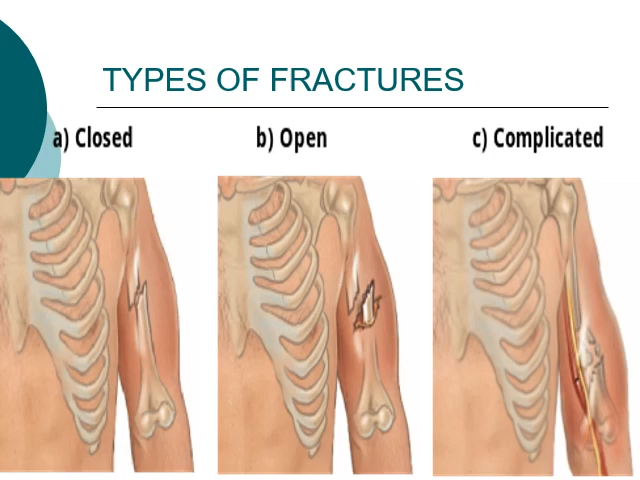 TYPES OF FRACTURES
a) Closed
b) Open
c) Complicated